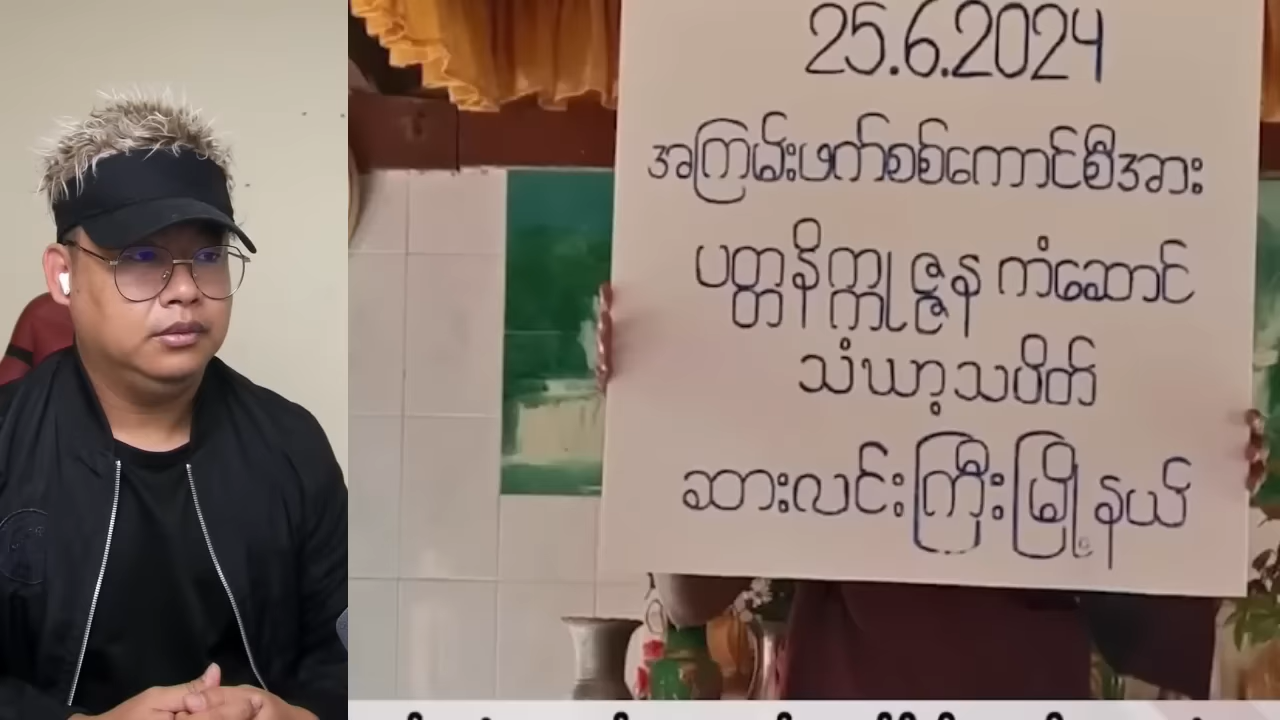 25.6.2024
အကြမ်းဖက်စစ်ကောင်စီအား
ပတ္တနိက္ကုဇ္ဇန ကံဆောင်
သံဃာ့သပိတ်
ဆားလင်းကြီးမြို့နယ်